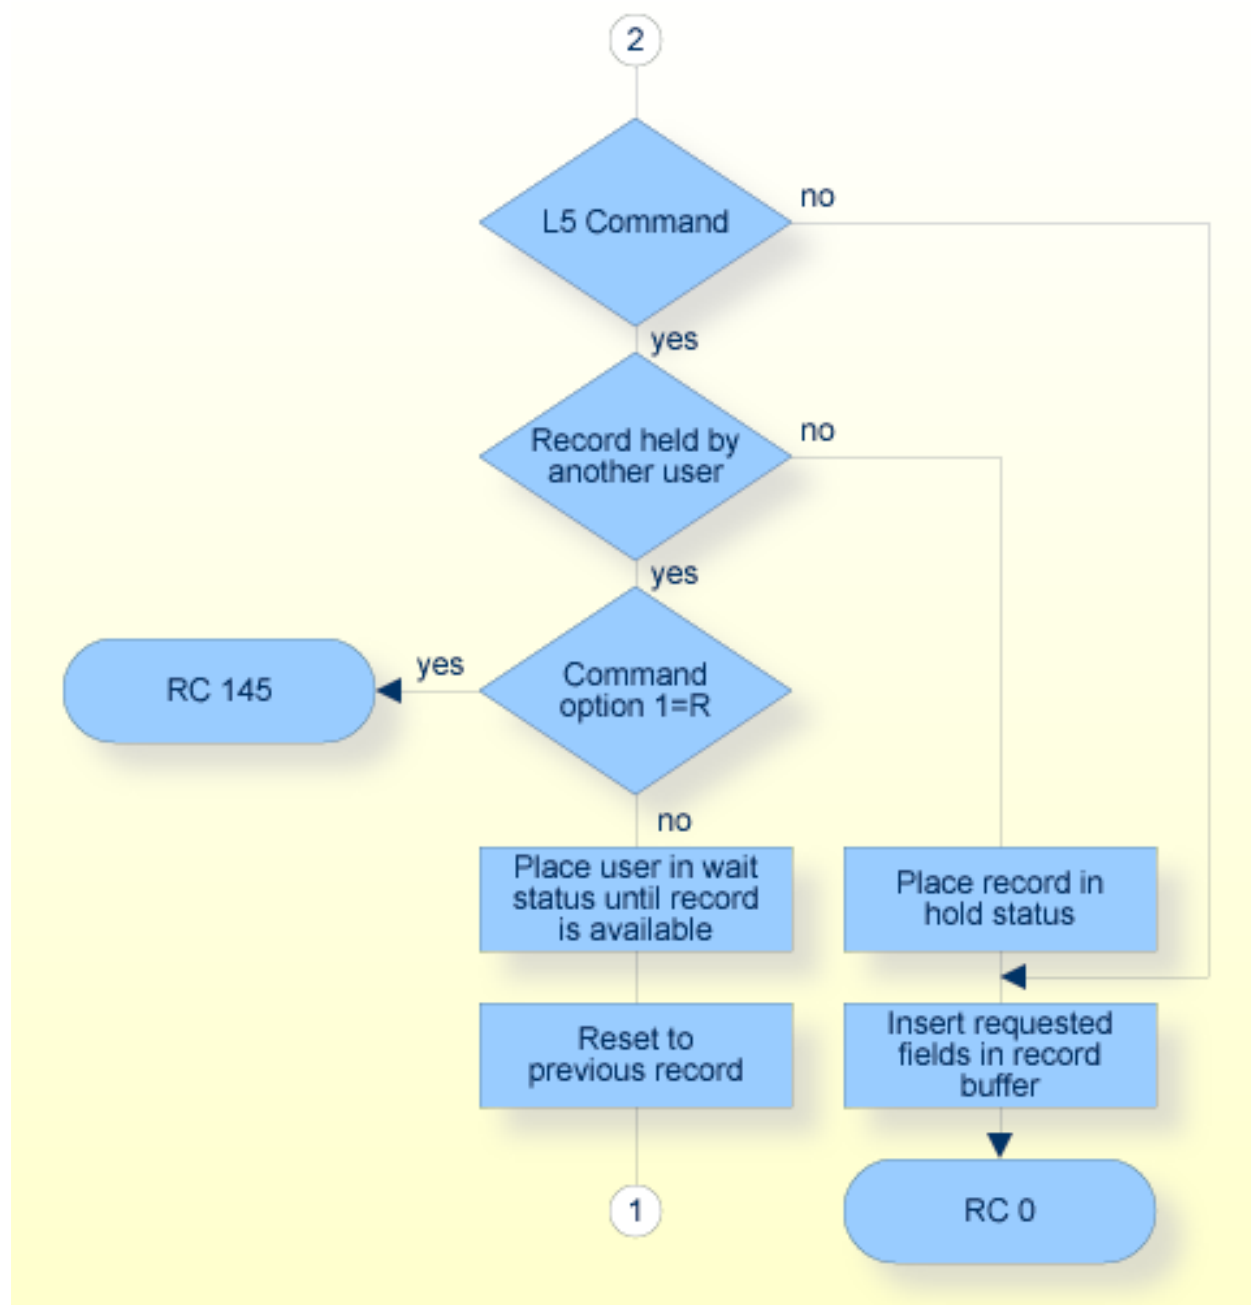 2
L5 Command
no
yes
Record held by
another user
no
yes
Command
option 1=R
yes
RC 145
no
Place user in wait
status until record
is available
Place record in
hold status
Reset to
previous record
Insert requested
fields in record
buffer
1
RC 0